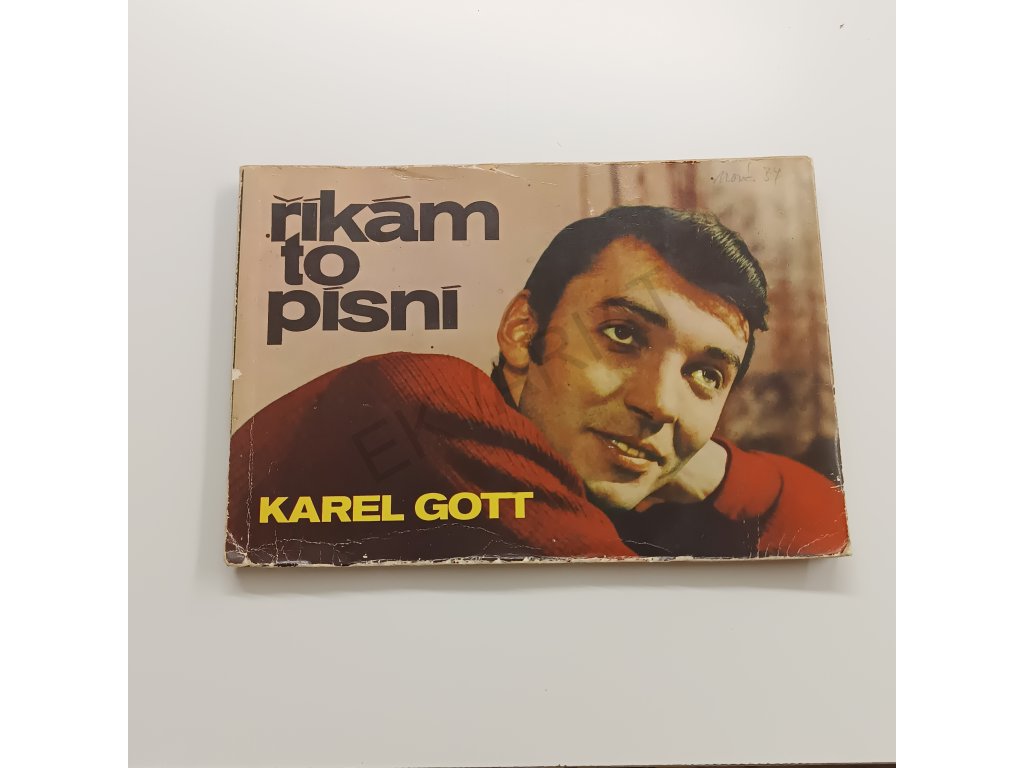 říkám
to
písní
KAREL GOTT